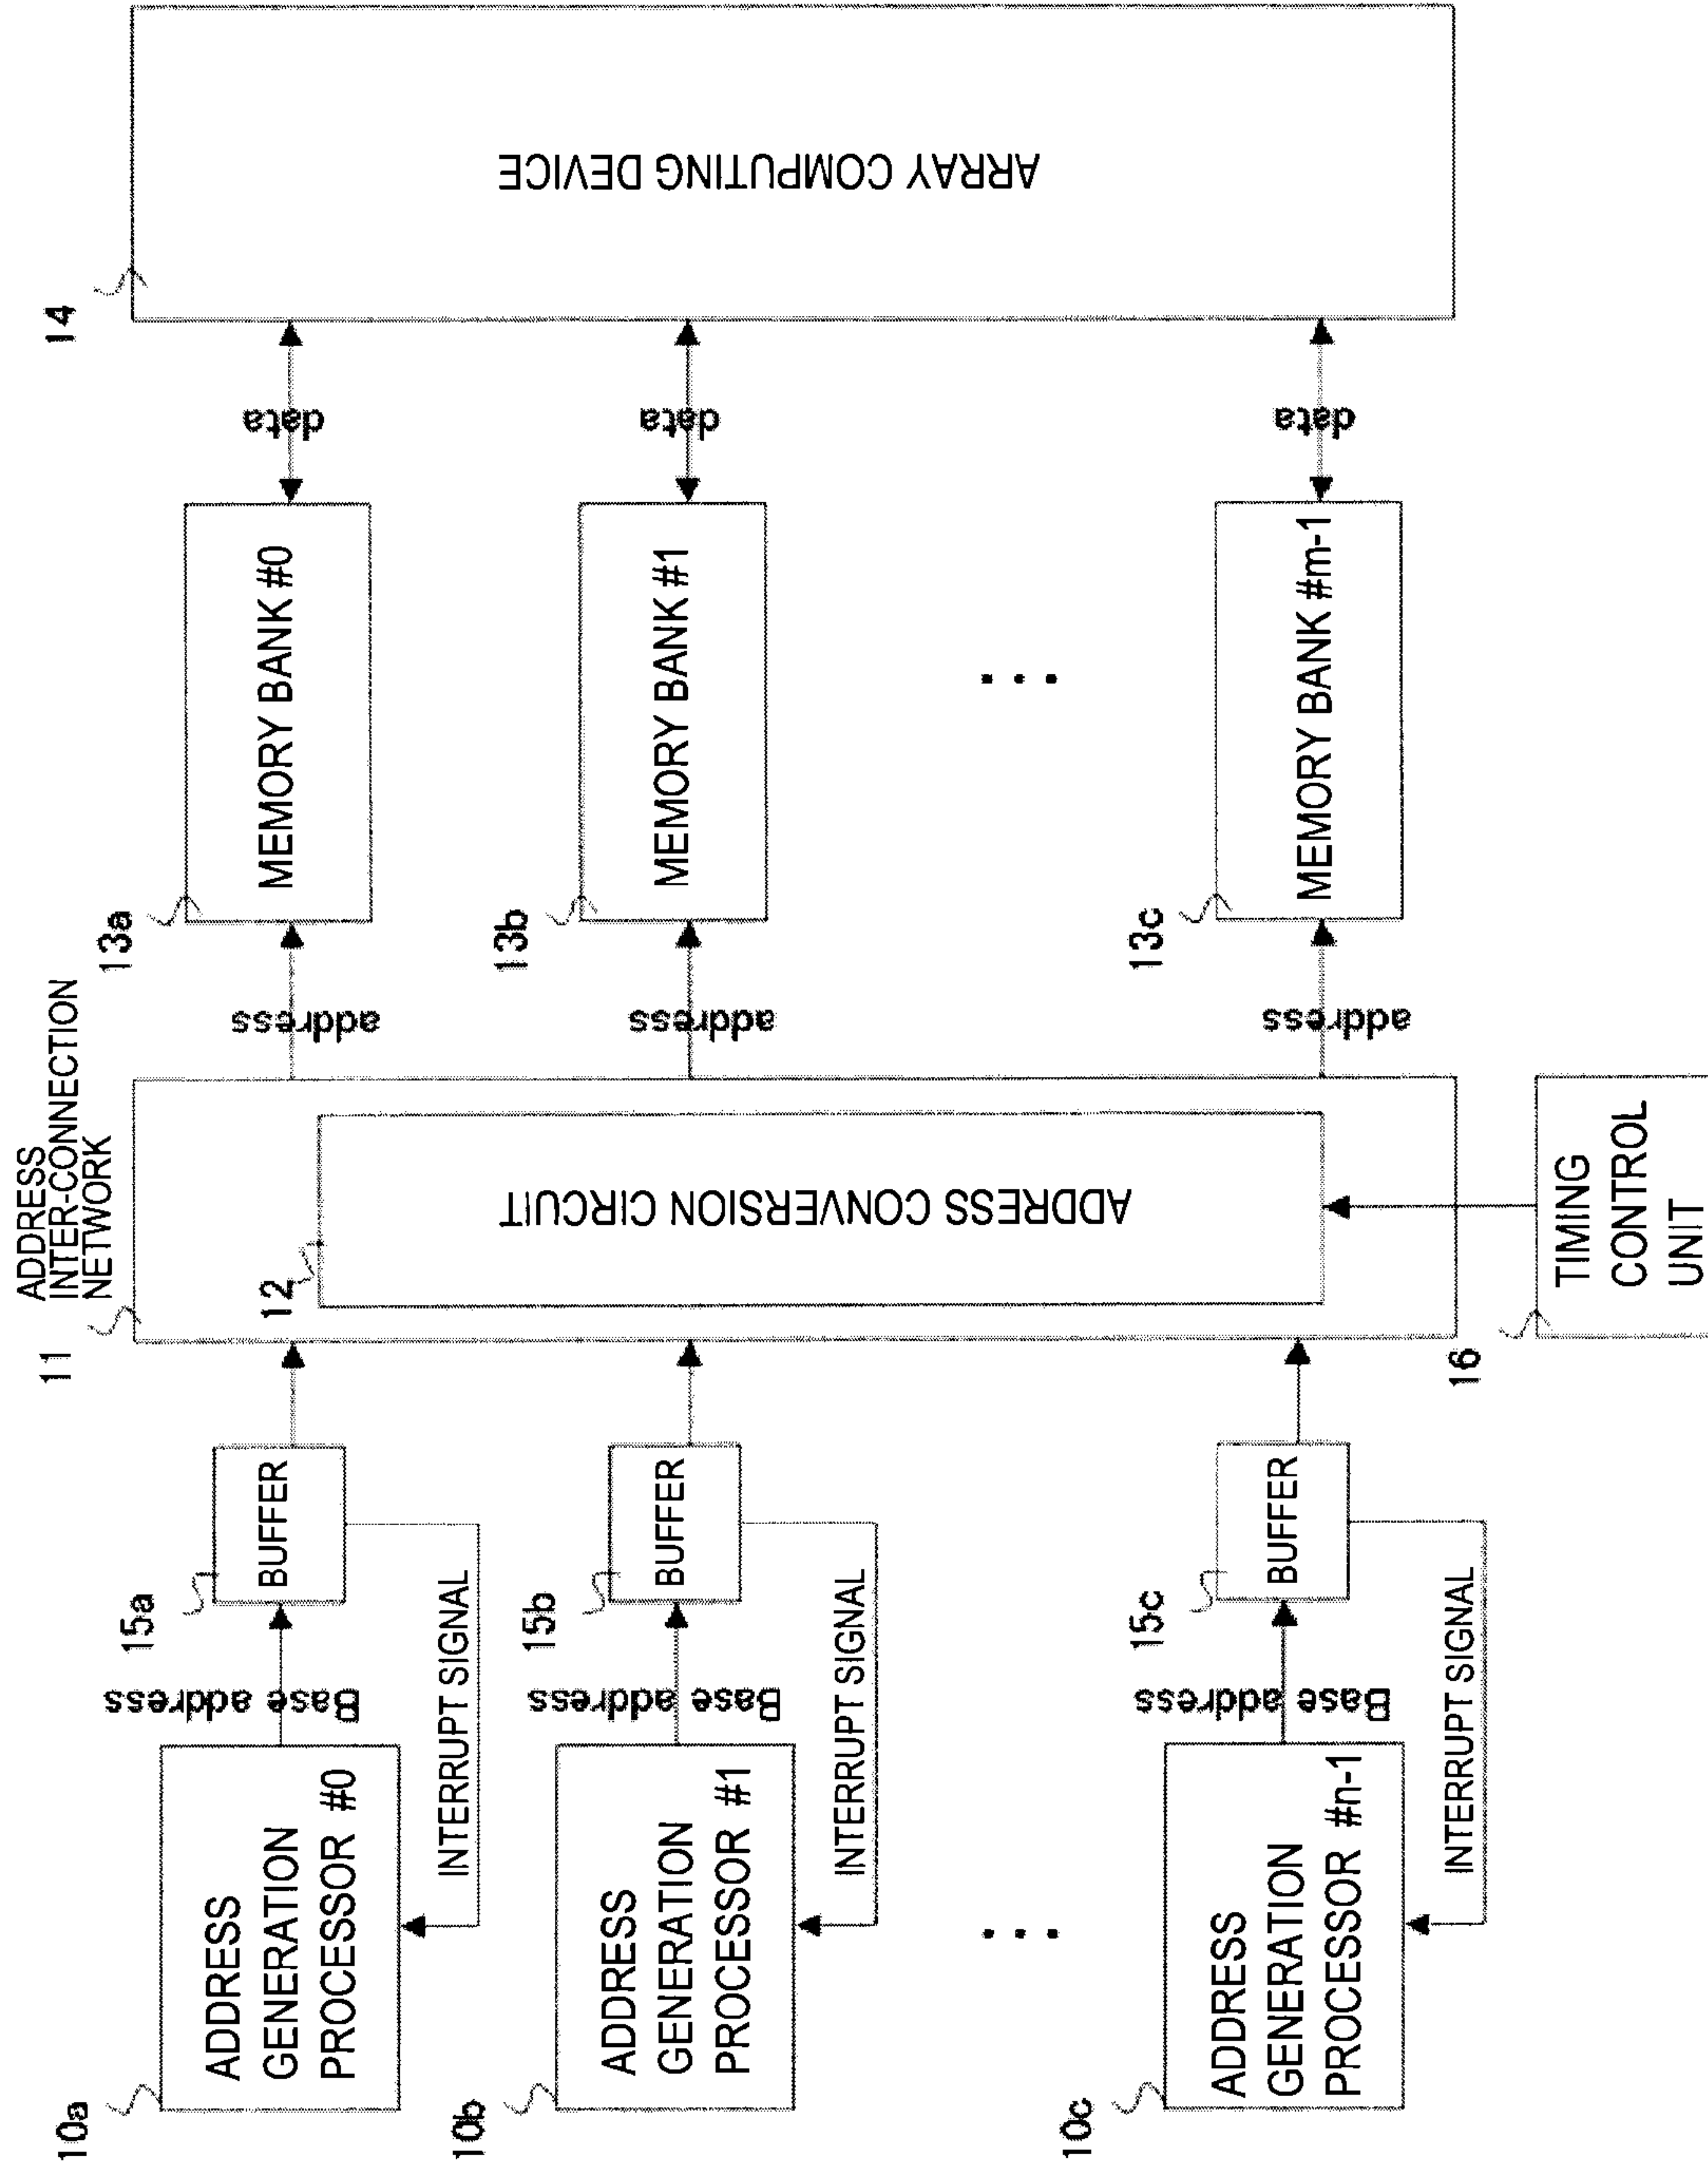 ADDRESS
INTER-CONNECTION
NETWORK
11
12
ADDRESS CONVERSION CIRCUIT
14
ARRAY COMPUTING DEVICE
10a
ADDRESS
GENERATION
PROCESSOR #0
Base address
15a
BUFFER
INTERRUPT SIGNAL
address
13a
MEMORY BANK #0
data
10b
ADDRESS
GENERATION
PROCESSOR #1
Base address
15b
BUFFER
INTERRUPT SIGNAL
address
13b
MEMORY BANK #1
data
10c
ADDRESS
GENERATION
PROCESSOR #n-1
Base address
15c
BUFFER
INTERRUPT SIGNAL
address
13c
MEMORY BANK #m-1
data
16
TIMING
CONTROL
UNIT